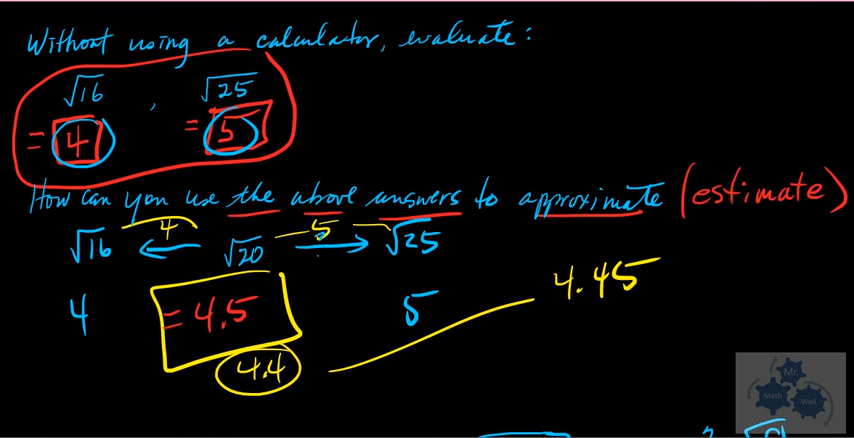 Without using a calculator, evaluate:
√16 , √25
= 4 = 5
How can you use the above answers to approximate (estimate)
4 5
√16 ← √20 → √25
4 = 4.5 5 4.45
4.4
Mr.
Math Well